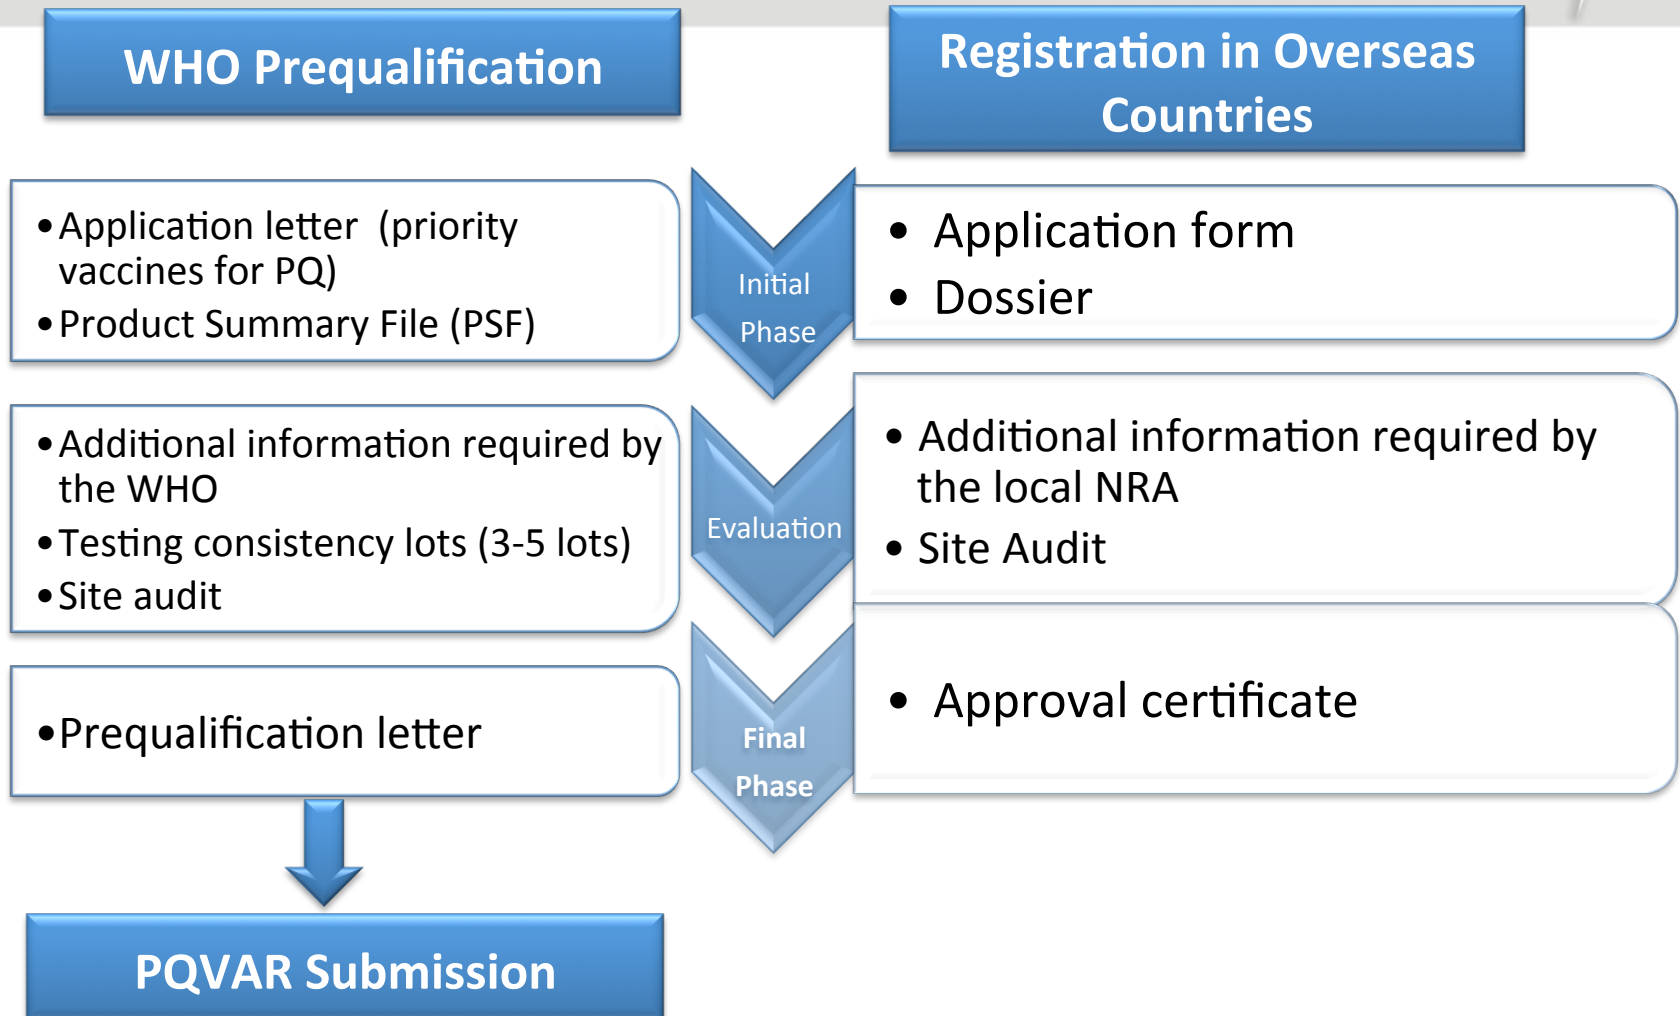 WHO Prequalification
Registration in Overseas
Countries
•Application letter (priority
vaccines for PQ)
•Product Summary File (PSF)
Initial
Phase
• Application form
• Dossier
•Additional information required by
the WHO
•Testing consistency lots (3-5 lots)
•Site audit
Evaluation
• Additional information required by
the local NRA
• Site Audit
•Prequalification letter
Final
Phase
• Approval certificate
PQVAR Submission